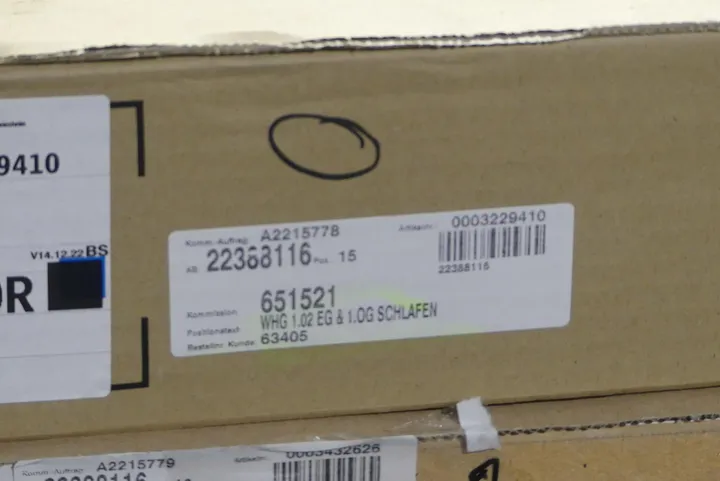 9410
V14.12.22 BS
OR
Komm.-Auftrag: A2215778
AB 22388116 Pos. 15
Artikelnr.: 0003229410
22388116
Kommission 651521
Positionstext WHG 1.02 EG & 1.OG SCHLAFEN
Bestellnr. Kunde 63405
Komm.-Auftrag: A2215779
0003432626
22388116